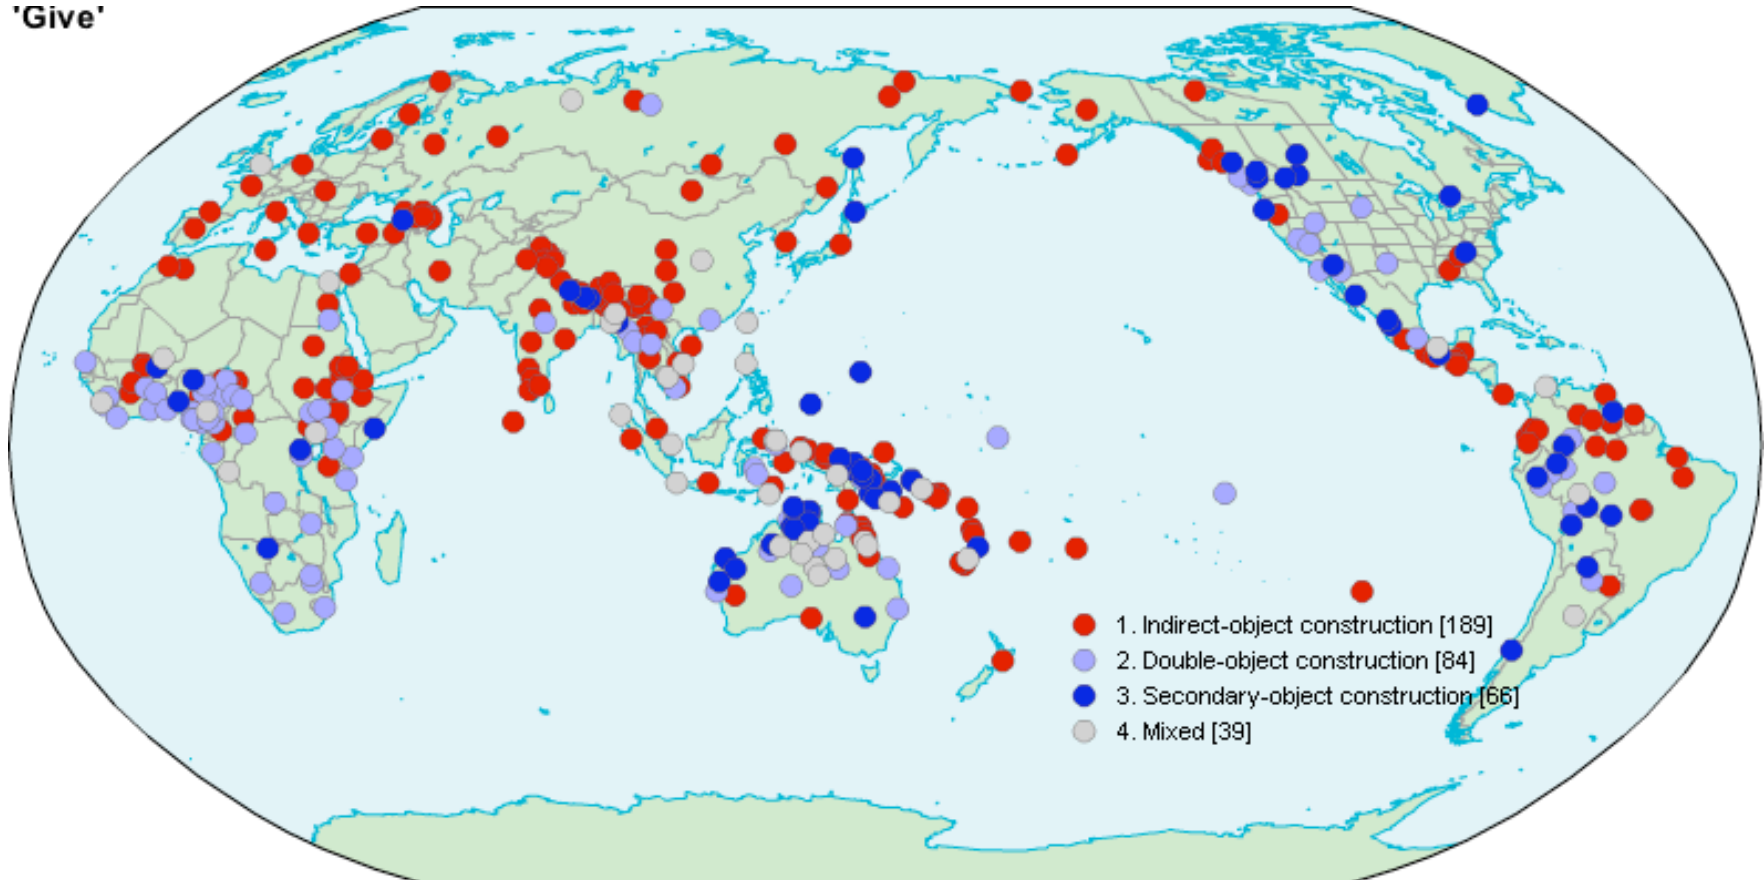 'Give'
1. Indirect-object construction [189]
2. Double-object construction [84]
3. Secondary-object construction [66]
4. Mixed [39]